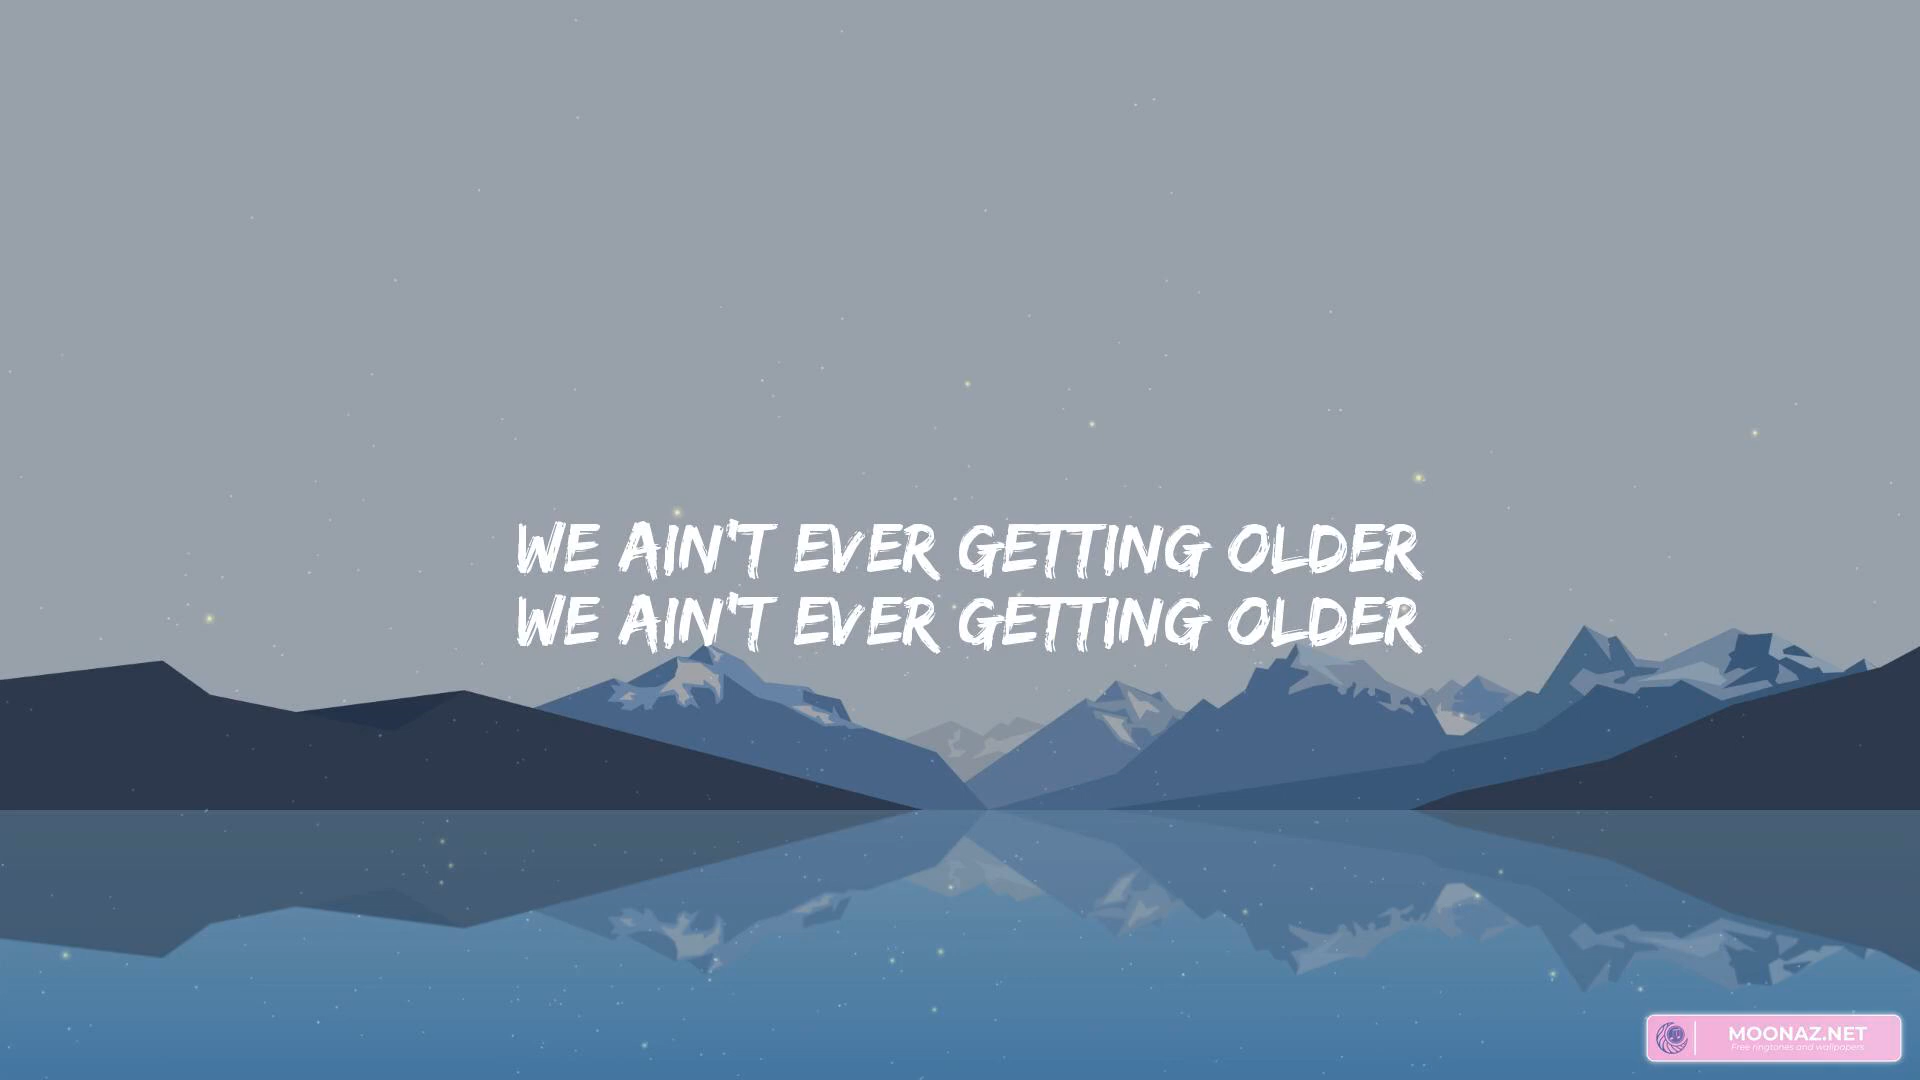 WE AIN'T EVER GETTING OLDER
WE AIN'T EVER GETTING OLDER
MOONAZ.NET
Free ringtones and wallpapers